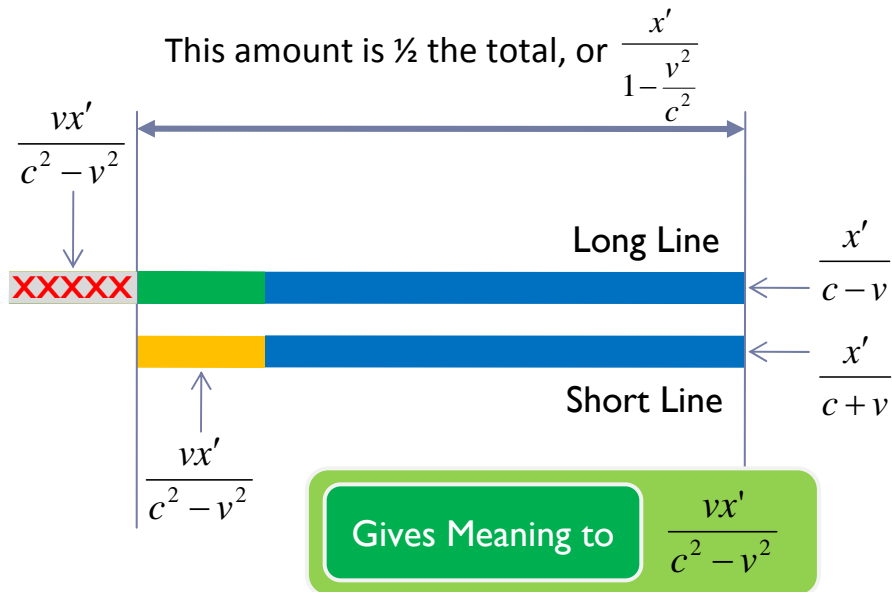 This amount is ½ the total, or x′ / (1 − v²/c²)
vx′ / (c² − v²)
Long Line
x′ / (c − v)
XXXXX
x′ / (c + v)
Short Line
vx′ / (c² − v²)
Gives Meaning to vx' / (c² − v²)